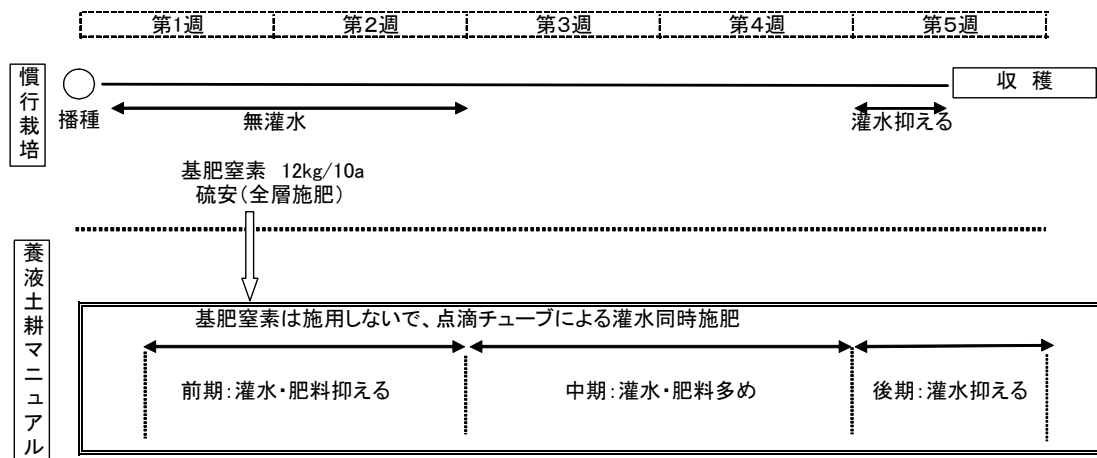 第1週 第2週 第3週 第4週 第5週
慣行栽培
播種
無灌水
灌水抑える
収 穫
基肥窒素 12kg/10a
硫安(全層施肥)
養液土耕マニュアル
基肥窒素は施用しないで、点滴チューブによる灌水同時施肥
前期:灌水・肥料抑える
中期:灌水・肥料多め
後期:灌水抑える